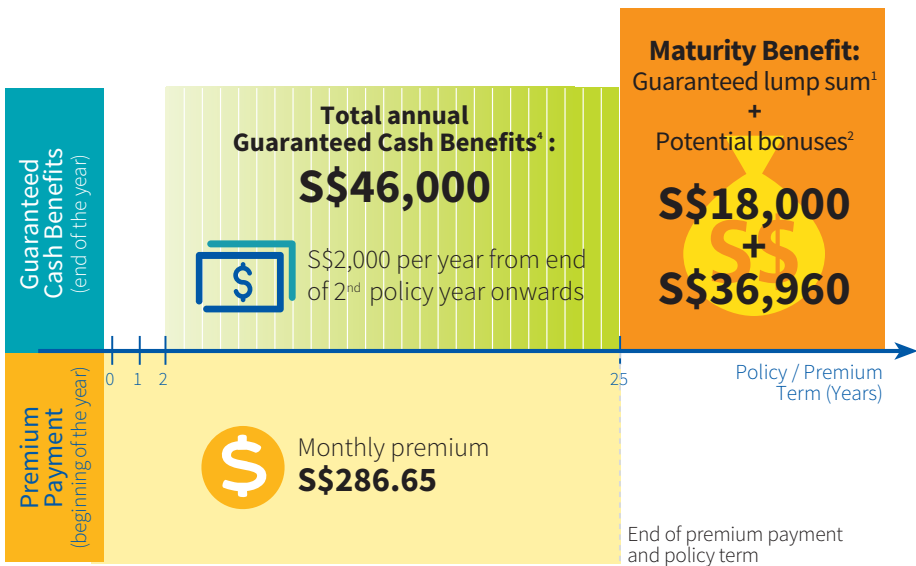 Guaranteed
Cash Benefits
(end of the year)
Total annual
Guaranteed Cash Benefits⁴ :
S$46,000
$
S$2,000 per year from end
of 2ⁿᵈ policy year onwards
Maturity Benefit:
Guaranteed lump sum¹
+
Potential bonuses²
S$
S$18,000
+
S$36,960
0 1 2 25
Policy / Premium
Term (Years)
Premium
Payment
(beginning of the year)
$
Monthly premium
S$286.65
End of premium payment
and policy term